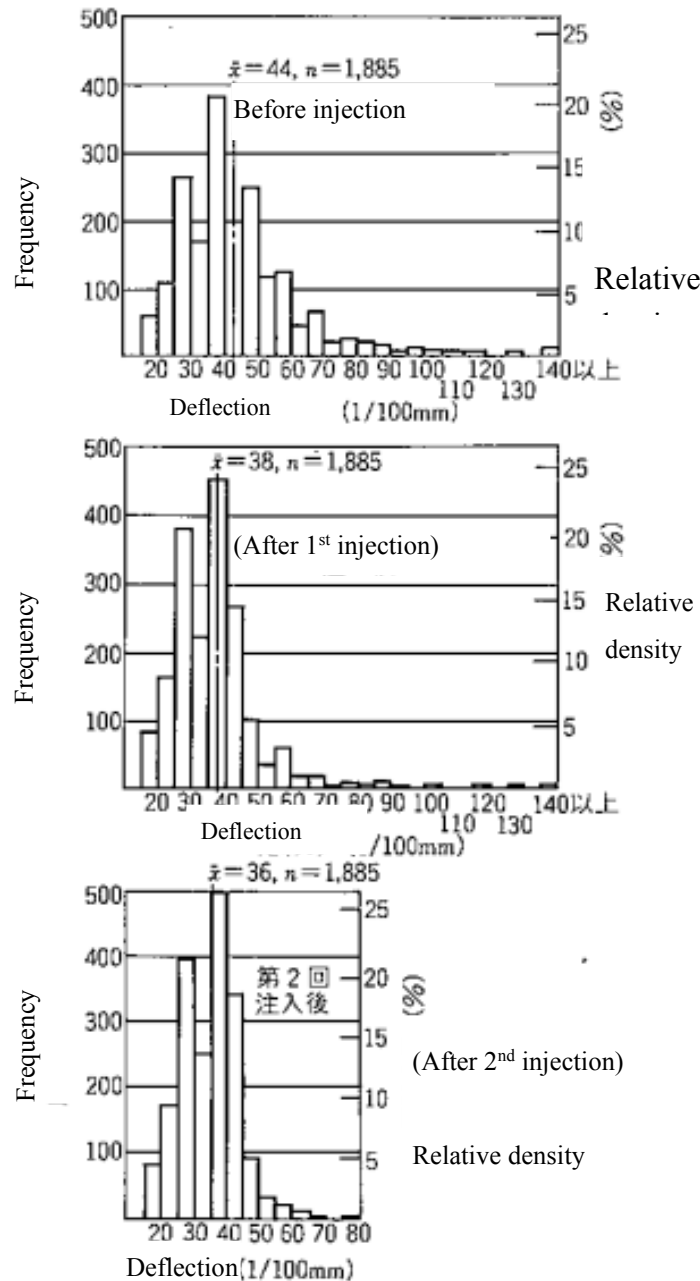 500
x̄=44, n=1,885
25
400
Before injection
20
(%)
300
15
Frequency
200
10
100
5
Relative
20 30 40 50 60 70 80 90 100 120 140以上
110 130
Deflection
(1/100mm)
500
x̄=38, n=1,885
25
400
(After 1st injection)
20
(%)
300
15
Relative
Frequency
200
10
density
100
5
20 30 40 50 60 70 80 90 100 120 140以上
110 130
Deflection
/100mm)
x̄=36, n=1,885
500
25
400
第2回
20
注入後
(%)
300
15
(After 2nd injection)
Frequency
200
10
100
5
Relative density
20 30 40 50 60 70 80
Deflection(1/100mm)